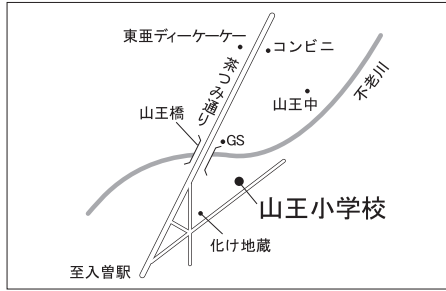 東亜ディーケーケー
コンビニ
茶つみ通り
不老川
山王中
山王橋
GS
山王小学校
化け地蔵
至入曽駅